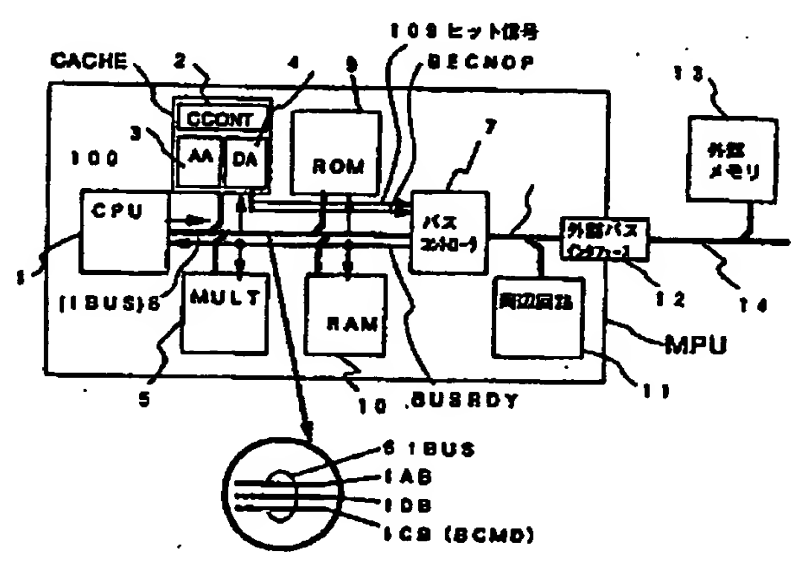 109 ヒット信号
BECNOP
CACHE
2
4
9
13
CCONT
3
AA
DA
ROM
7
外部
メモリ
100
CPU
バス
コントローラ
外部バス
インタフェース
1
(IBUS)6
MULT
RAM
周辺回路
12
14
MPU
5
10
BUSRDY
11
6 IBUS
IAB
IDB
ICB (BCMD)